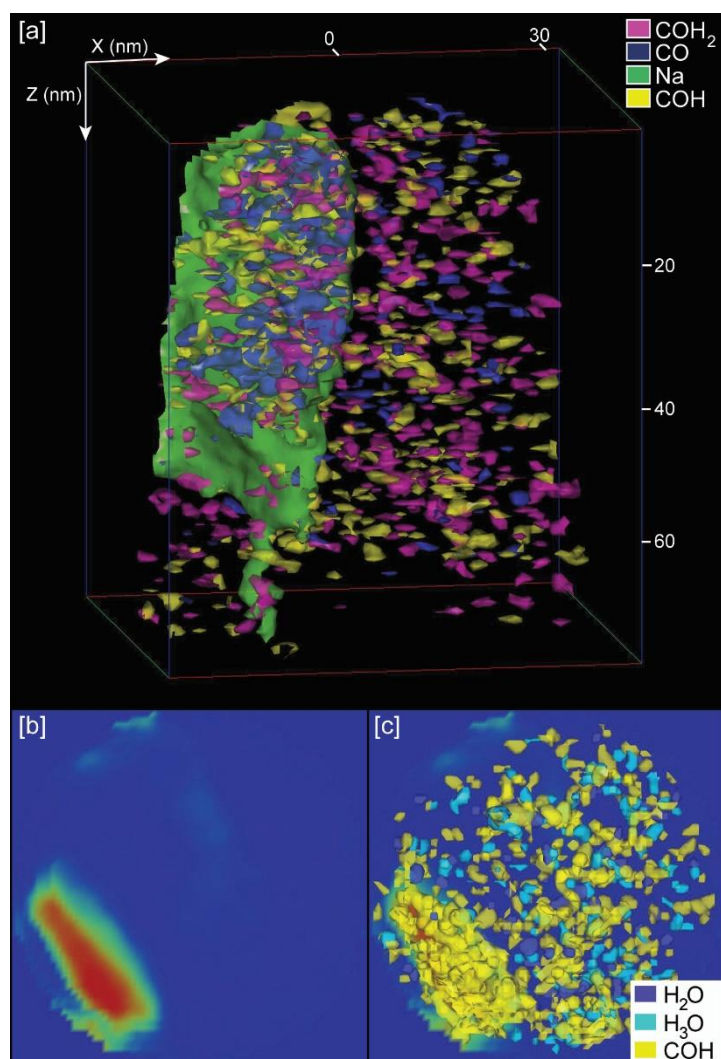 [a]
0
30
X (nm)
Z (nm)
COH₂
CO
Na
COH
20
40
60
[b]
[c]
H₂O
H₃O
COH